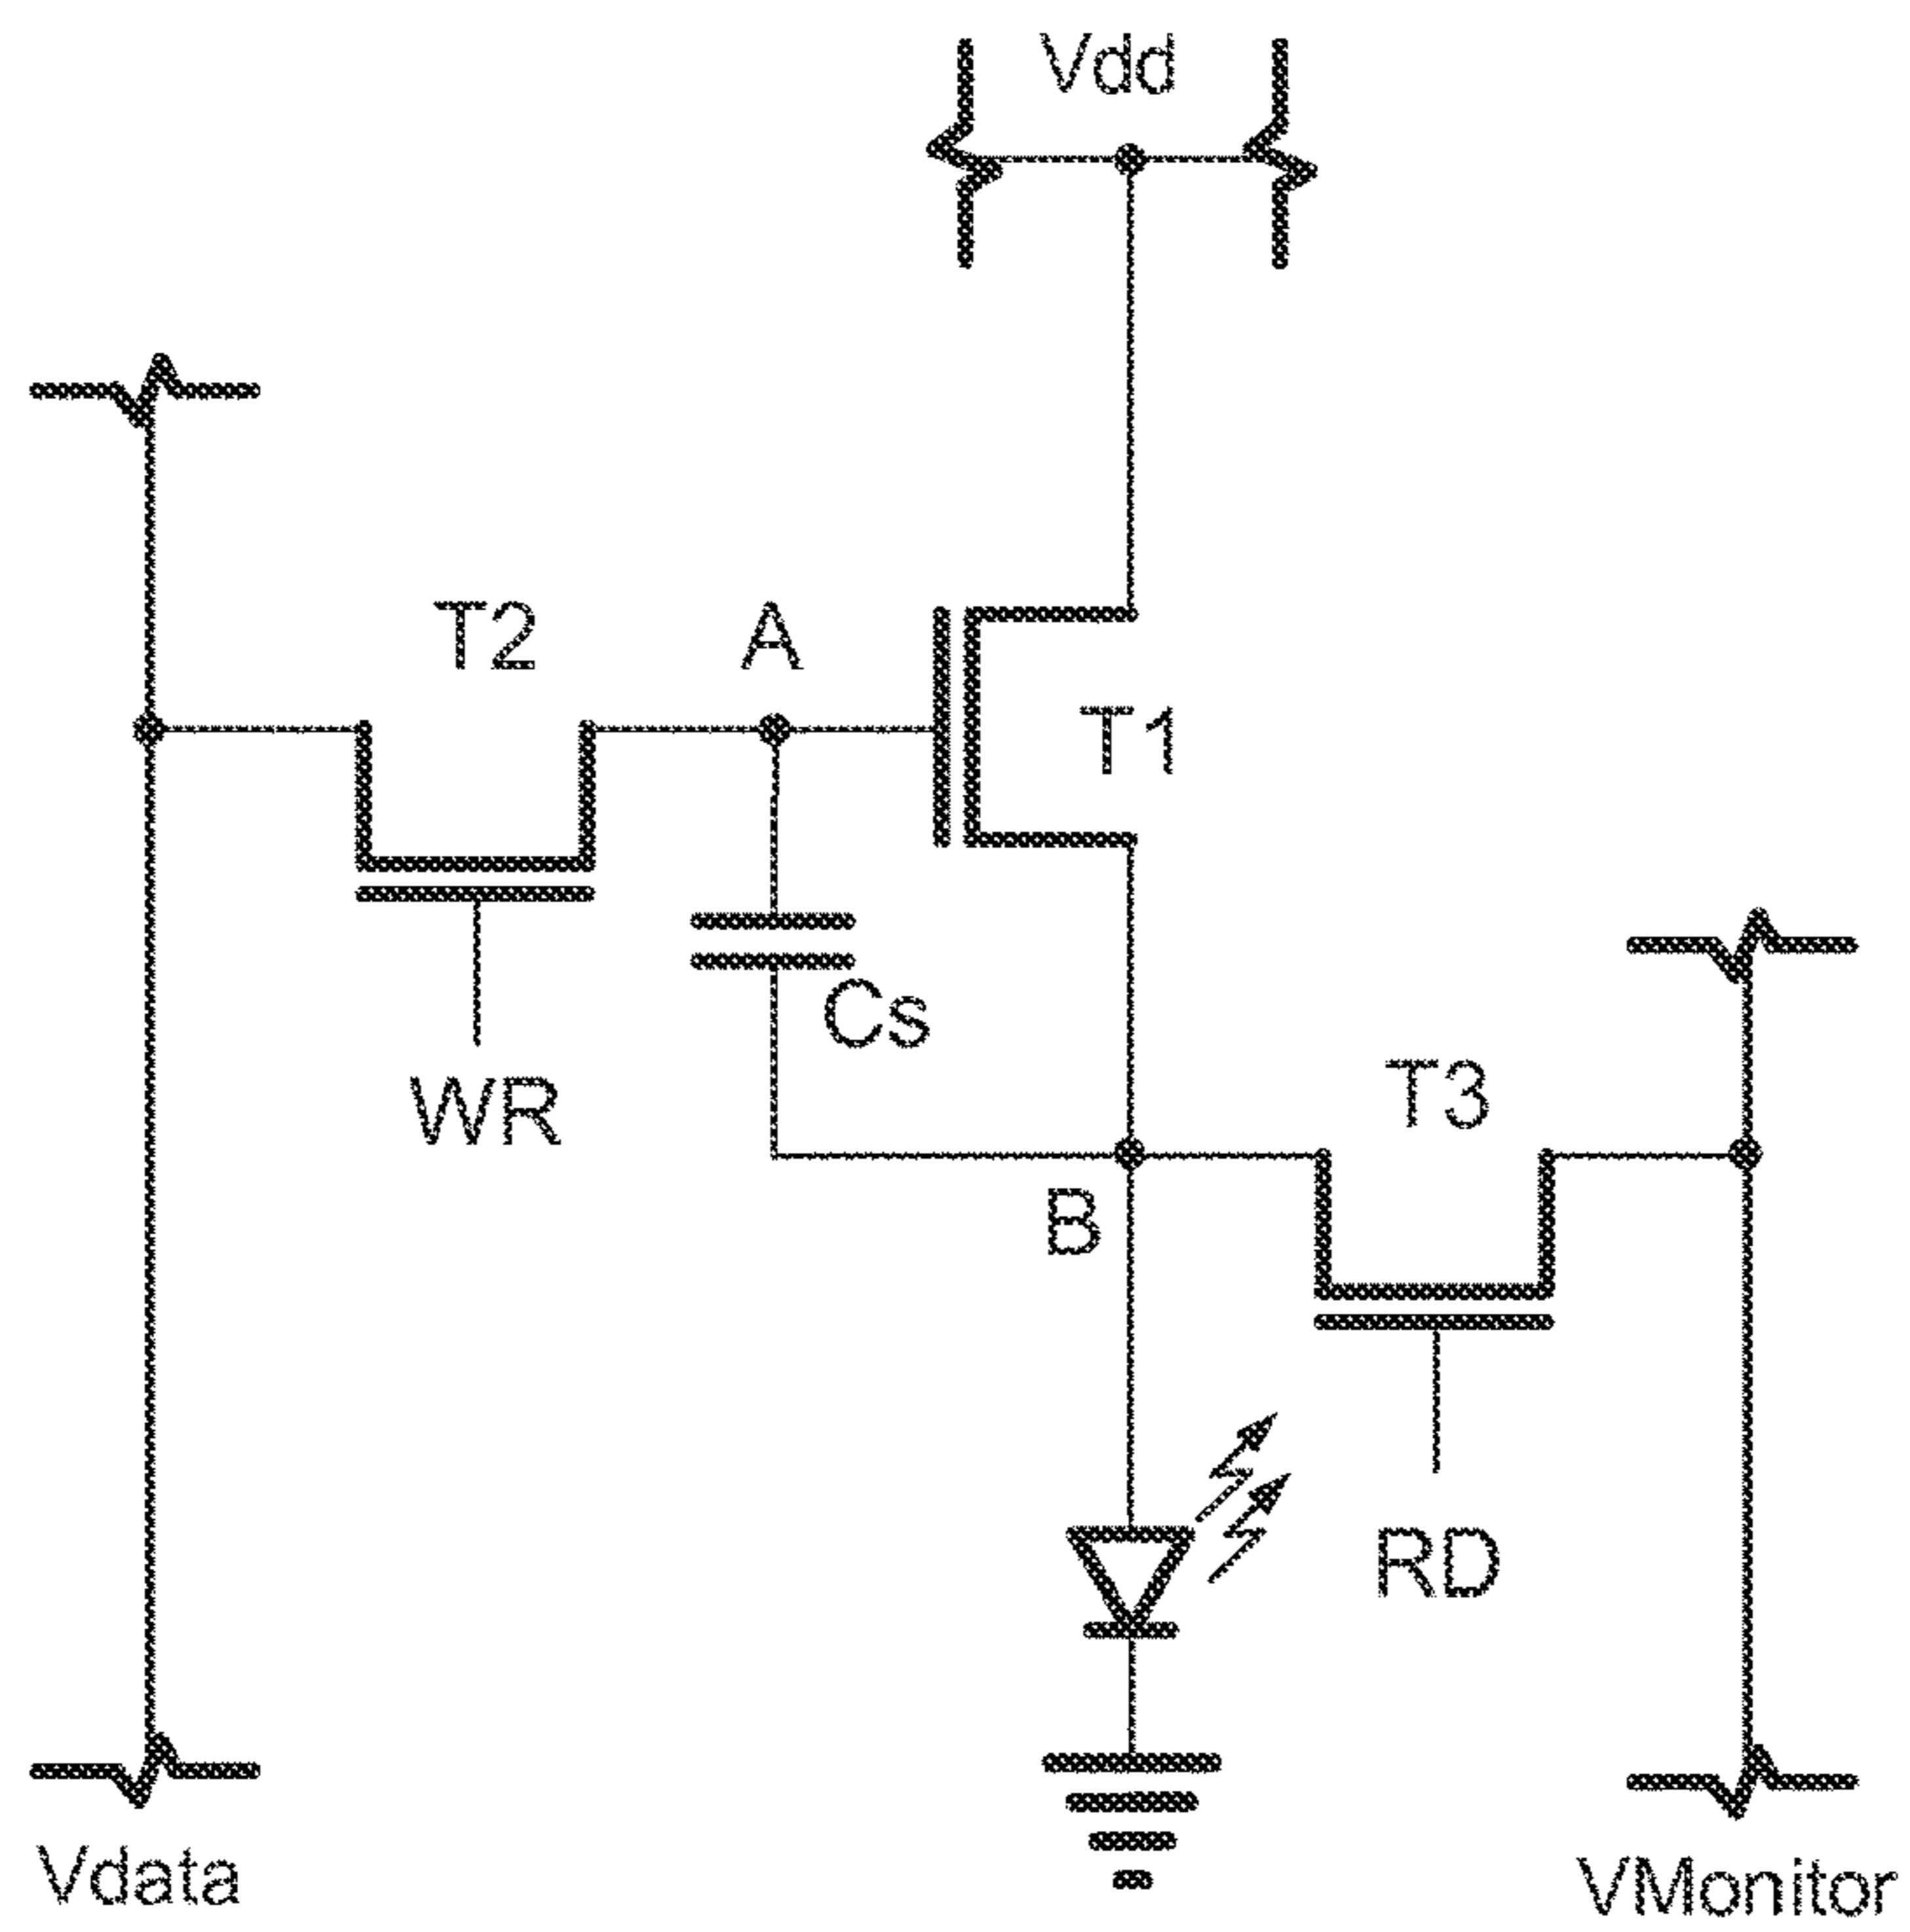 Vdd
T2
A
T1
Cs
WR
T3
B
RD
Vdata
VMonitor